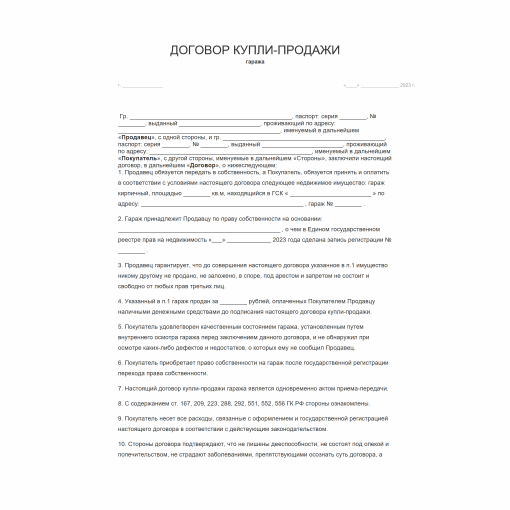 ДОГОВОР КУПЛИ-ПРОДАЖИ
гаража
г. ______________ «____» ____________ 2023 г.
Гр. ______________________________________________, паспорт: серия ________, №
________, выданный _______________________, проживающий по адресу:
______________________________________________, именуемый в дальнейшем
«Продавец», с одной стороны, и гр. ______________________________________________,
паспорт: серия ________, № ________, выданный _______________________, проживающий
по адресу: ______________________________________________, именуемый в дальнейшем
«Покупатель», с другой стороны, именуемые в дальнейшем «Стороны», заключили настоящий
договор, в дальнейшем «Договор», о нижеследующем:
1. Продавец обязуется передать в собственность, а Покупатель, обязуется принять и оплатить
в соответствии с условиями настоящего договора следующее недвижимое имущество: гараж
кирпичный, площадью ________ кв.м, находящийся в ГСК « _______________________ » по
адресу: ______________________________________________ , гараж № ________ .
2. Гараж принадлежит Продавцу по праву собственности на основании:
______________________________________________ , о чем в Едином государственном
реестре прав на недвижимость «___» _____________ 2023 года сделана запись регистрации №
________ .
3. Продавец гарантирует, что до совершения настоящего договора указанное в п.1 имущество
никому другому не продано, не заложено, в споре, под арестом и запретом не состоит и
свободно от любых прав третьих лиц.
4. Указанный в п.1 гараж продан за ________ рублей, оплаченных Покупателем Продавцу
наличными денежными средствами до подписания настоящего договора купли-продажи.
5. Покупатель удовлетворен качественным состоянием гаража, установленным путем
внутреннего осмотра гаража перед заключением данного договора, и не обнаружил при
осмотре каких-либо дефектов и недостатков, о которых ему не сообщил Продавец.
6. Покупатель приобретает право собственности на гараж после государственной регистрации
перехода права собственности.
7. Настоящий договор купли-продажи гаража является одновременно актом приема-передачи.
8. С содержанием ст. 167, 209, 223, 288, 292, 551, 552, 556 ГК РФ стороны ознакомлены.
9. Покупатель несет все расходы, связанные с оформлением и государственной регистрацией
настоящего договора в соответствии с действующим законодательством.
10. Стороны договора подтверждают, что не лишены дееспособности, не состоят под опекой и
попечительством, не страдают заболеваниями, препятствующими осознать суть договора, а